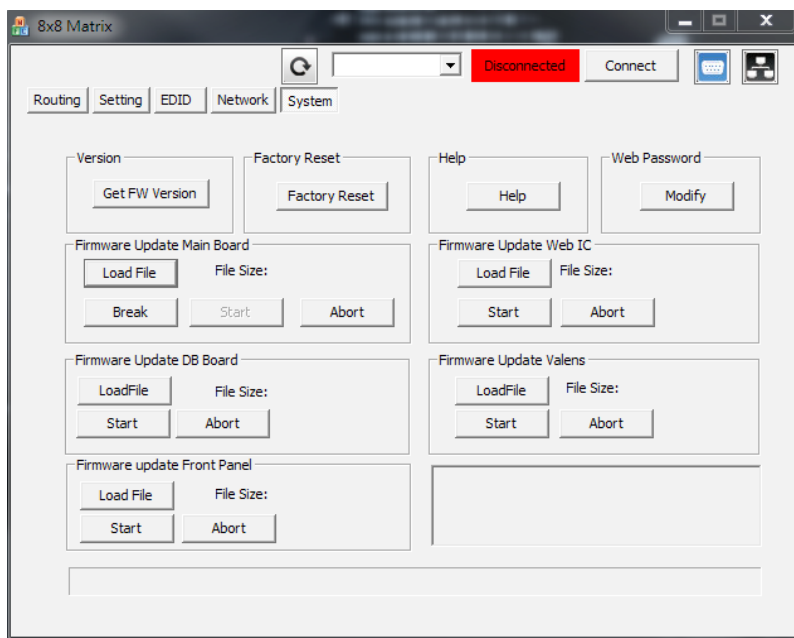 8x8 Matrix
Disconnected Connect
Routing Setting EDID Network System
Version Factory Reset Help Web Password
Get FW Version Factory Reset Help Modify
Firmware Update Main Board Firmware Update Web IC
Load File File Size: Load File File Size:
Break Start Abort Start Abort
Firmware Update DB Board Firmware Update Valens
LoadFile File Size: LoadFile File Size:
Start Abort Start Abort
Firmware update Front Panel
Load File File Size:
Start Abort